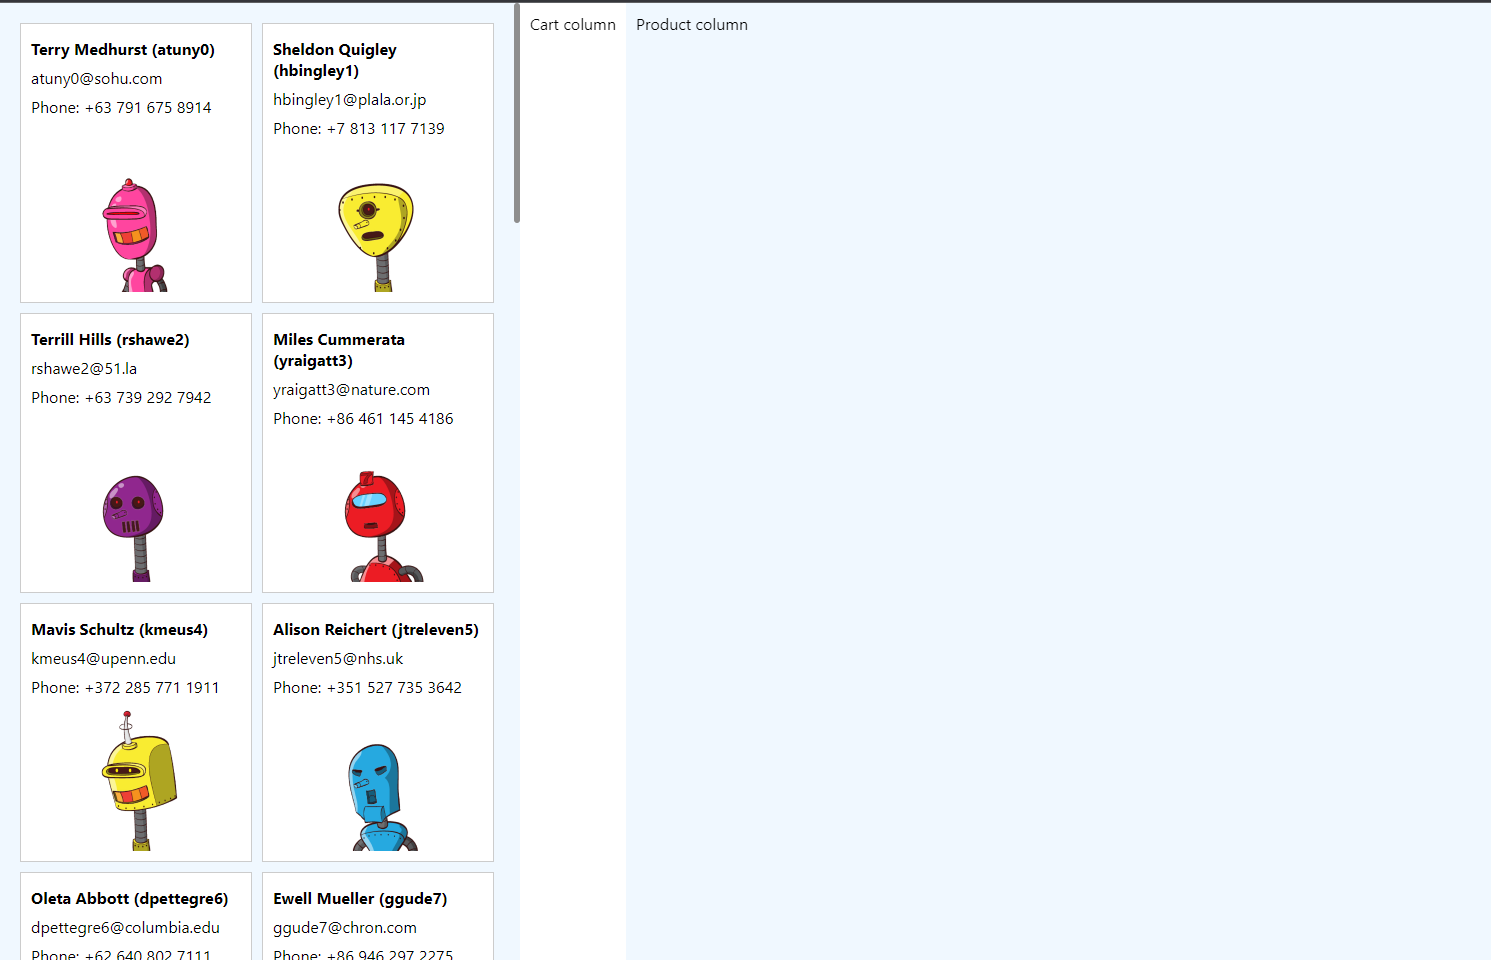 Terry Medhurst (atuny0)
atuny0@sohu.com
Phone: +63 791 675 8914
Sheldon Quigley
(hbingley1)
hbingley1@plala.or.jp
Phone: +7 813 117 7139
Terrill Hills (rshawe2)
rshawe2@51.la
Phone: +63 739 292 7942
Miles Cummerata
(yraigatt3)
yraigatt3@nature.com
Phone: +86 461 145 4186
Mavis Schultz (kmeus4)
kmeus4@upenn.edu
Phone: +372 285 771 1911
Alison Reichert (jtreleven5)
jtreleven5@nhs.uk
Phone: +351 527 735 3642
Oleta Abbott (dpettegre6)
dpettegre6@columbia.edu
Phone: +62 640 802 7111
Ewell Mueller (ggude7)
ggude7@chron.com
Phone: +86 946 297 2275
Cart column
Product column